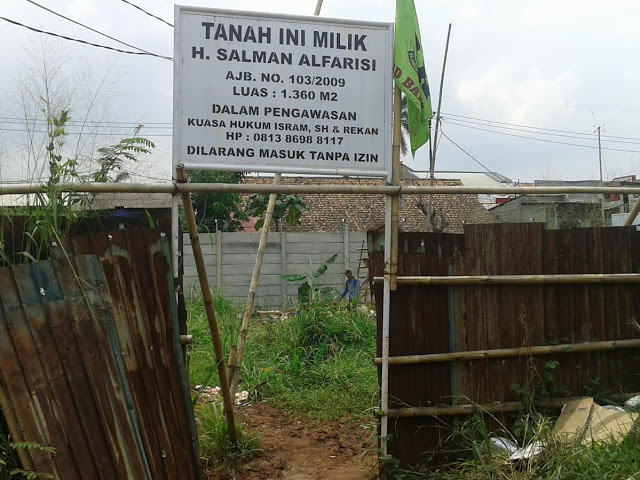 TANAH INI MILIK
H. SALMAN ALFARISI
AJB. NO. 103/2009
LUAS : 1.360 M2
DALAM PENGAWASAN
KUASA HUKUM ISRAM, SH & REKAN
HP : 0813 8698 8117
DILARANG MASUK TANPA IZIN